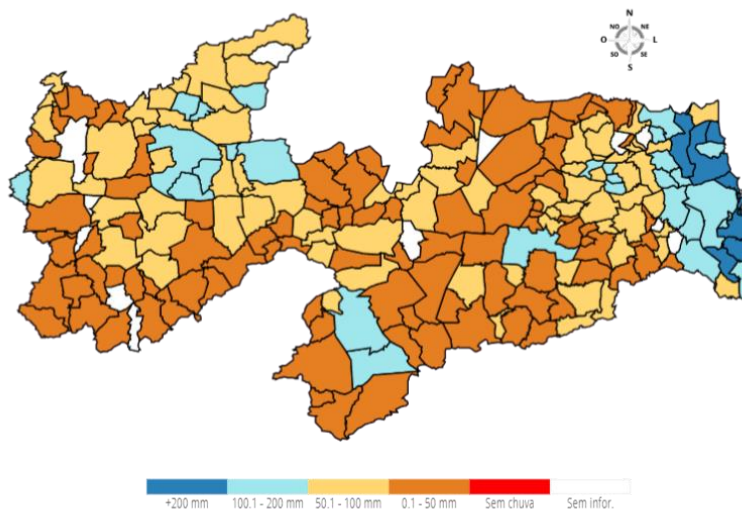 N
NO NE
O L
SO SE
S
+200 mm 100.1 - 200 mm 50.1 - 100 mm 0.1 - 50 mm Sem chuva Sem infor.